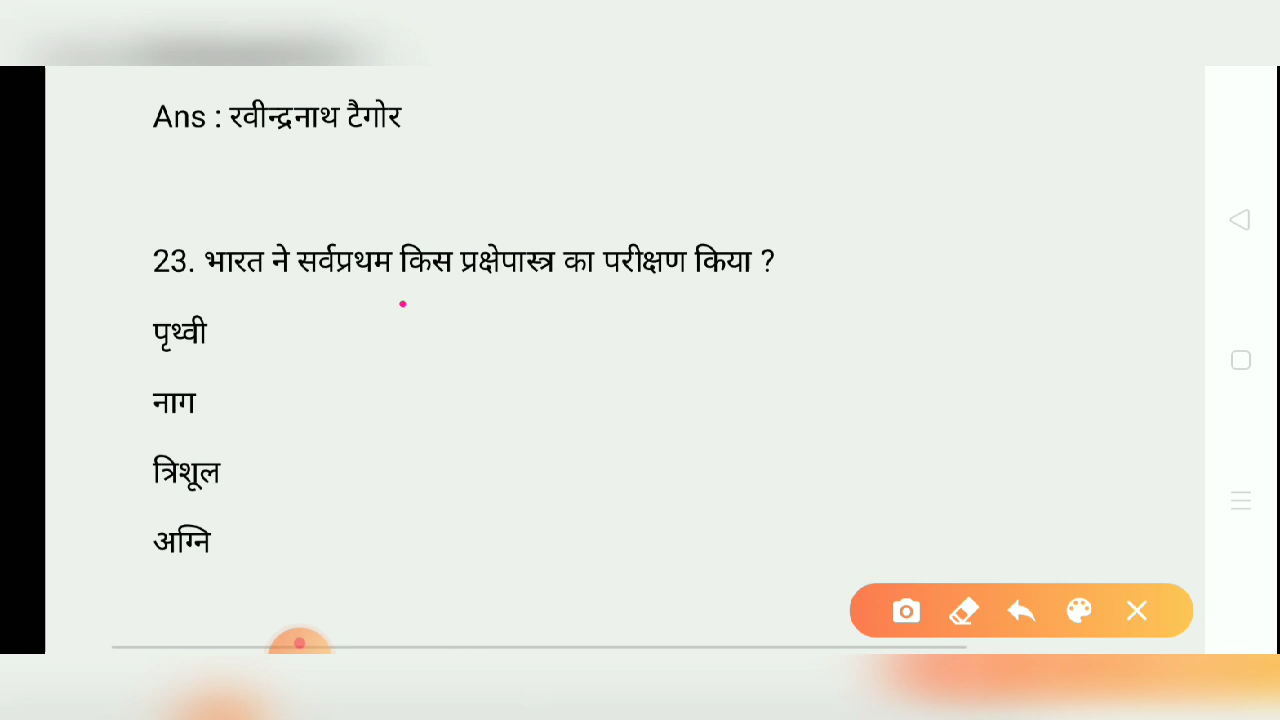 Ans : रवीन्द्रनाथ टैगोर
23. भारत ने सर्वप्रथम किस प्रक्षेपास्त्र का परीक्षण किया ?
पृथ्वी
नाग
त्रिशूल
अग्नि